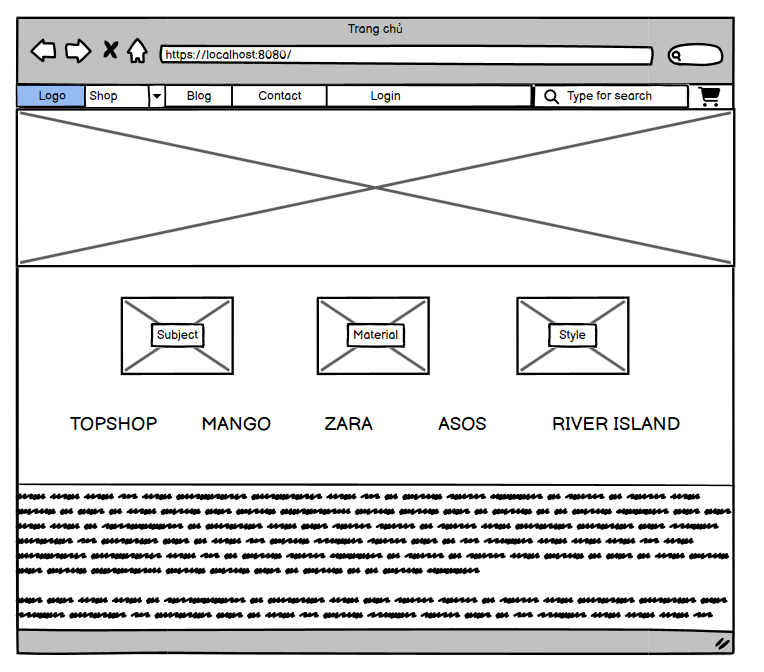 Trang chủ
https://localhost:8080/
Logo Shop Blog Contact Login Type for search
Subject Material Style
TOPSHOP MANGO ZARA ASOS RIVER ISLAND